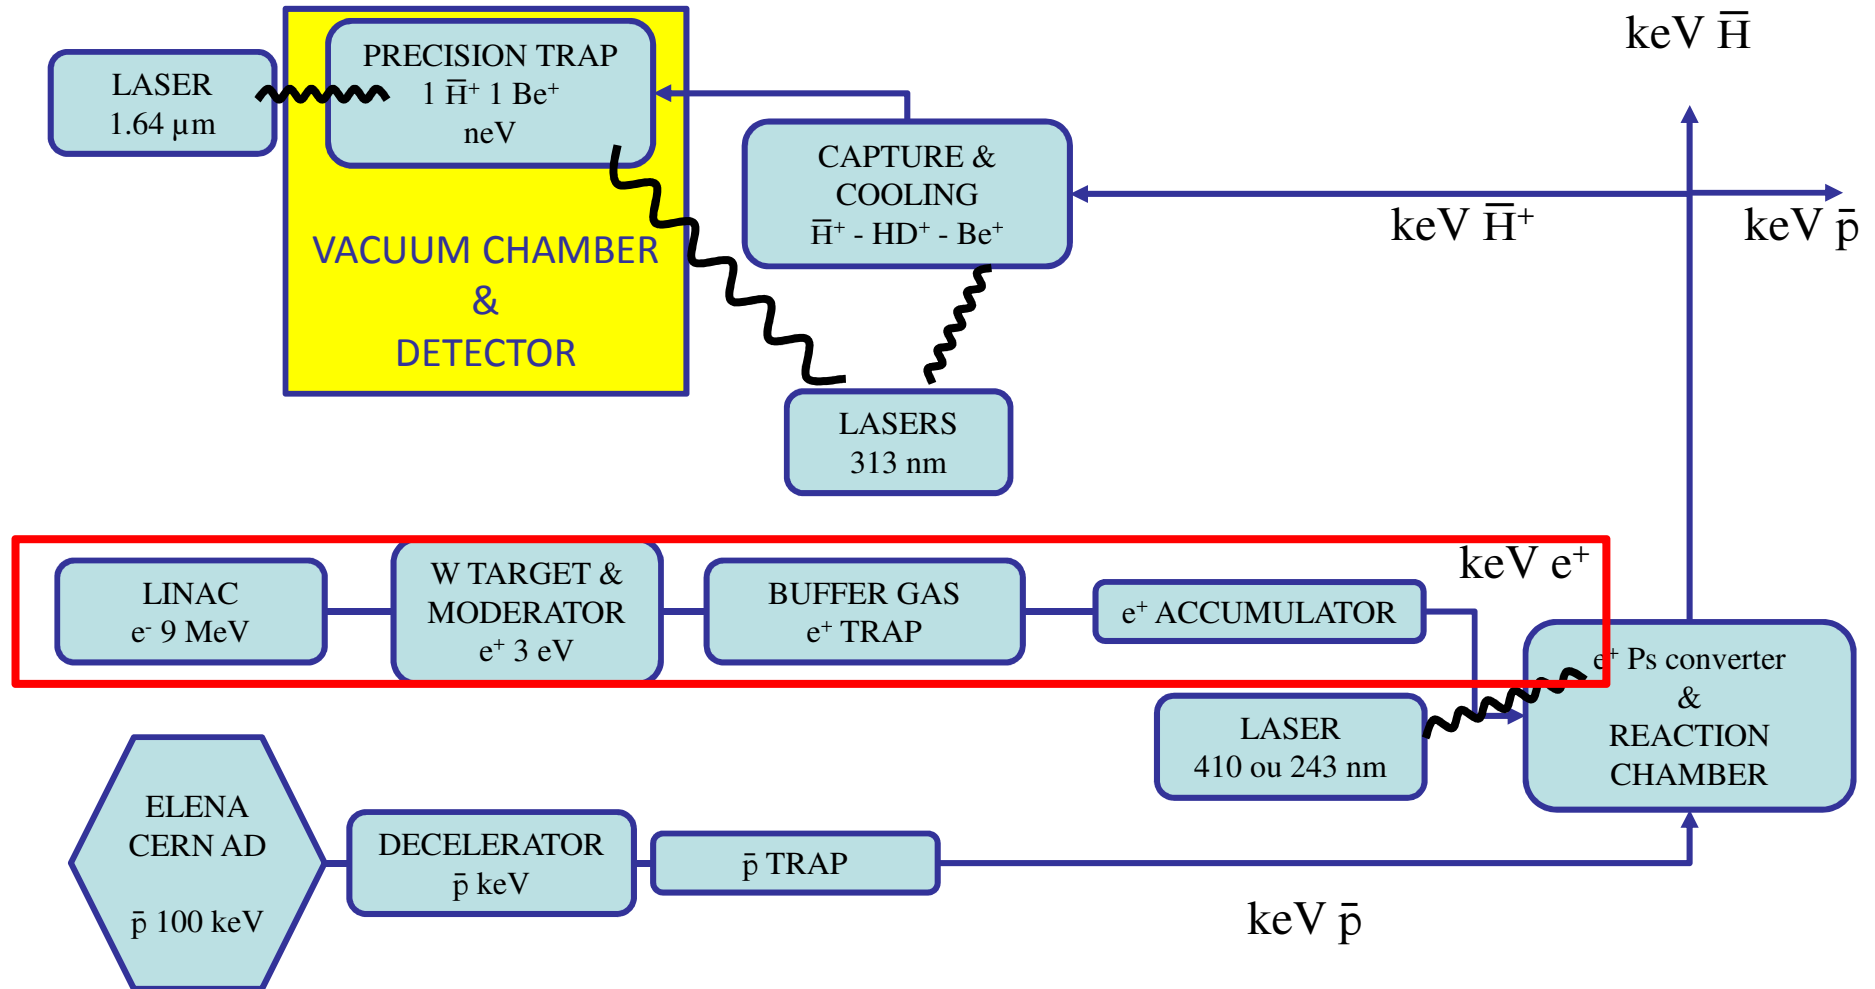 keV H̅
LASER
1.64 µm
PRECISION TRAP
1 H̅⁺ 1 Be⁺
neV
VACUUM CHAMBER
&
DETECTOR
CAPTURE &
COOLING
H̅⁺ - HD⁺ - Be⁺
keV H̅⁺
keV p̅
LASERS
313 nm
keV e⁺
LINAC
e⁻ 9 MeV
W TARGET &
MODERATOR
e⁺ 3 eV
BUFFER GAS
e⁺ TRAP
e⁺ ACCUMULATOR
e⁺ Ps converter
&
REACTION
CHAMBER
LASER
410 ou 243 nm
ELENA
CERN AD
p̅ 100 keV
DECELERATOR
p̅ keV
p̅ TRAP
keV p̅